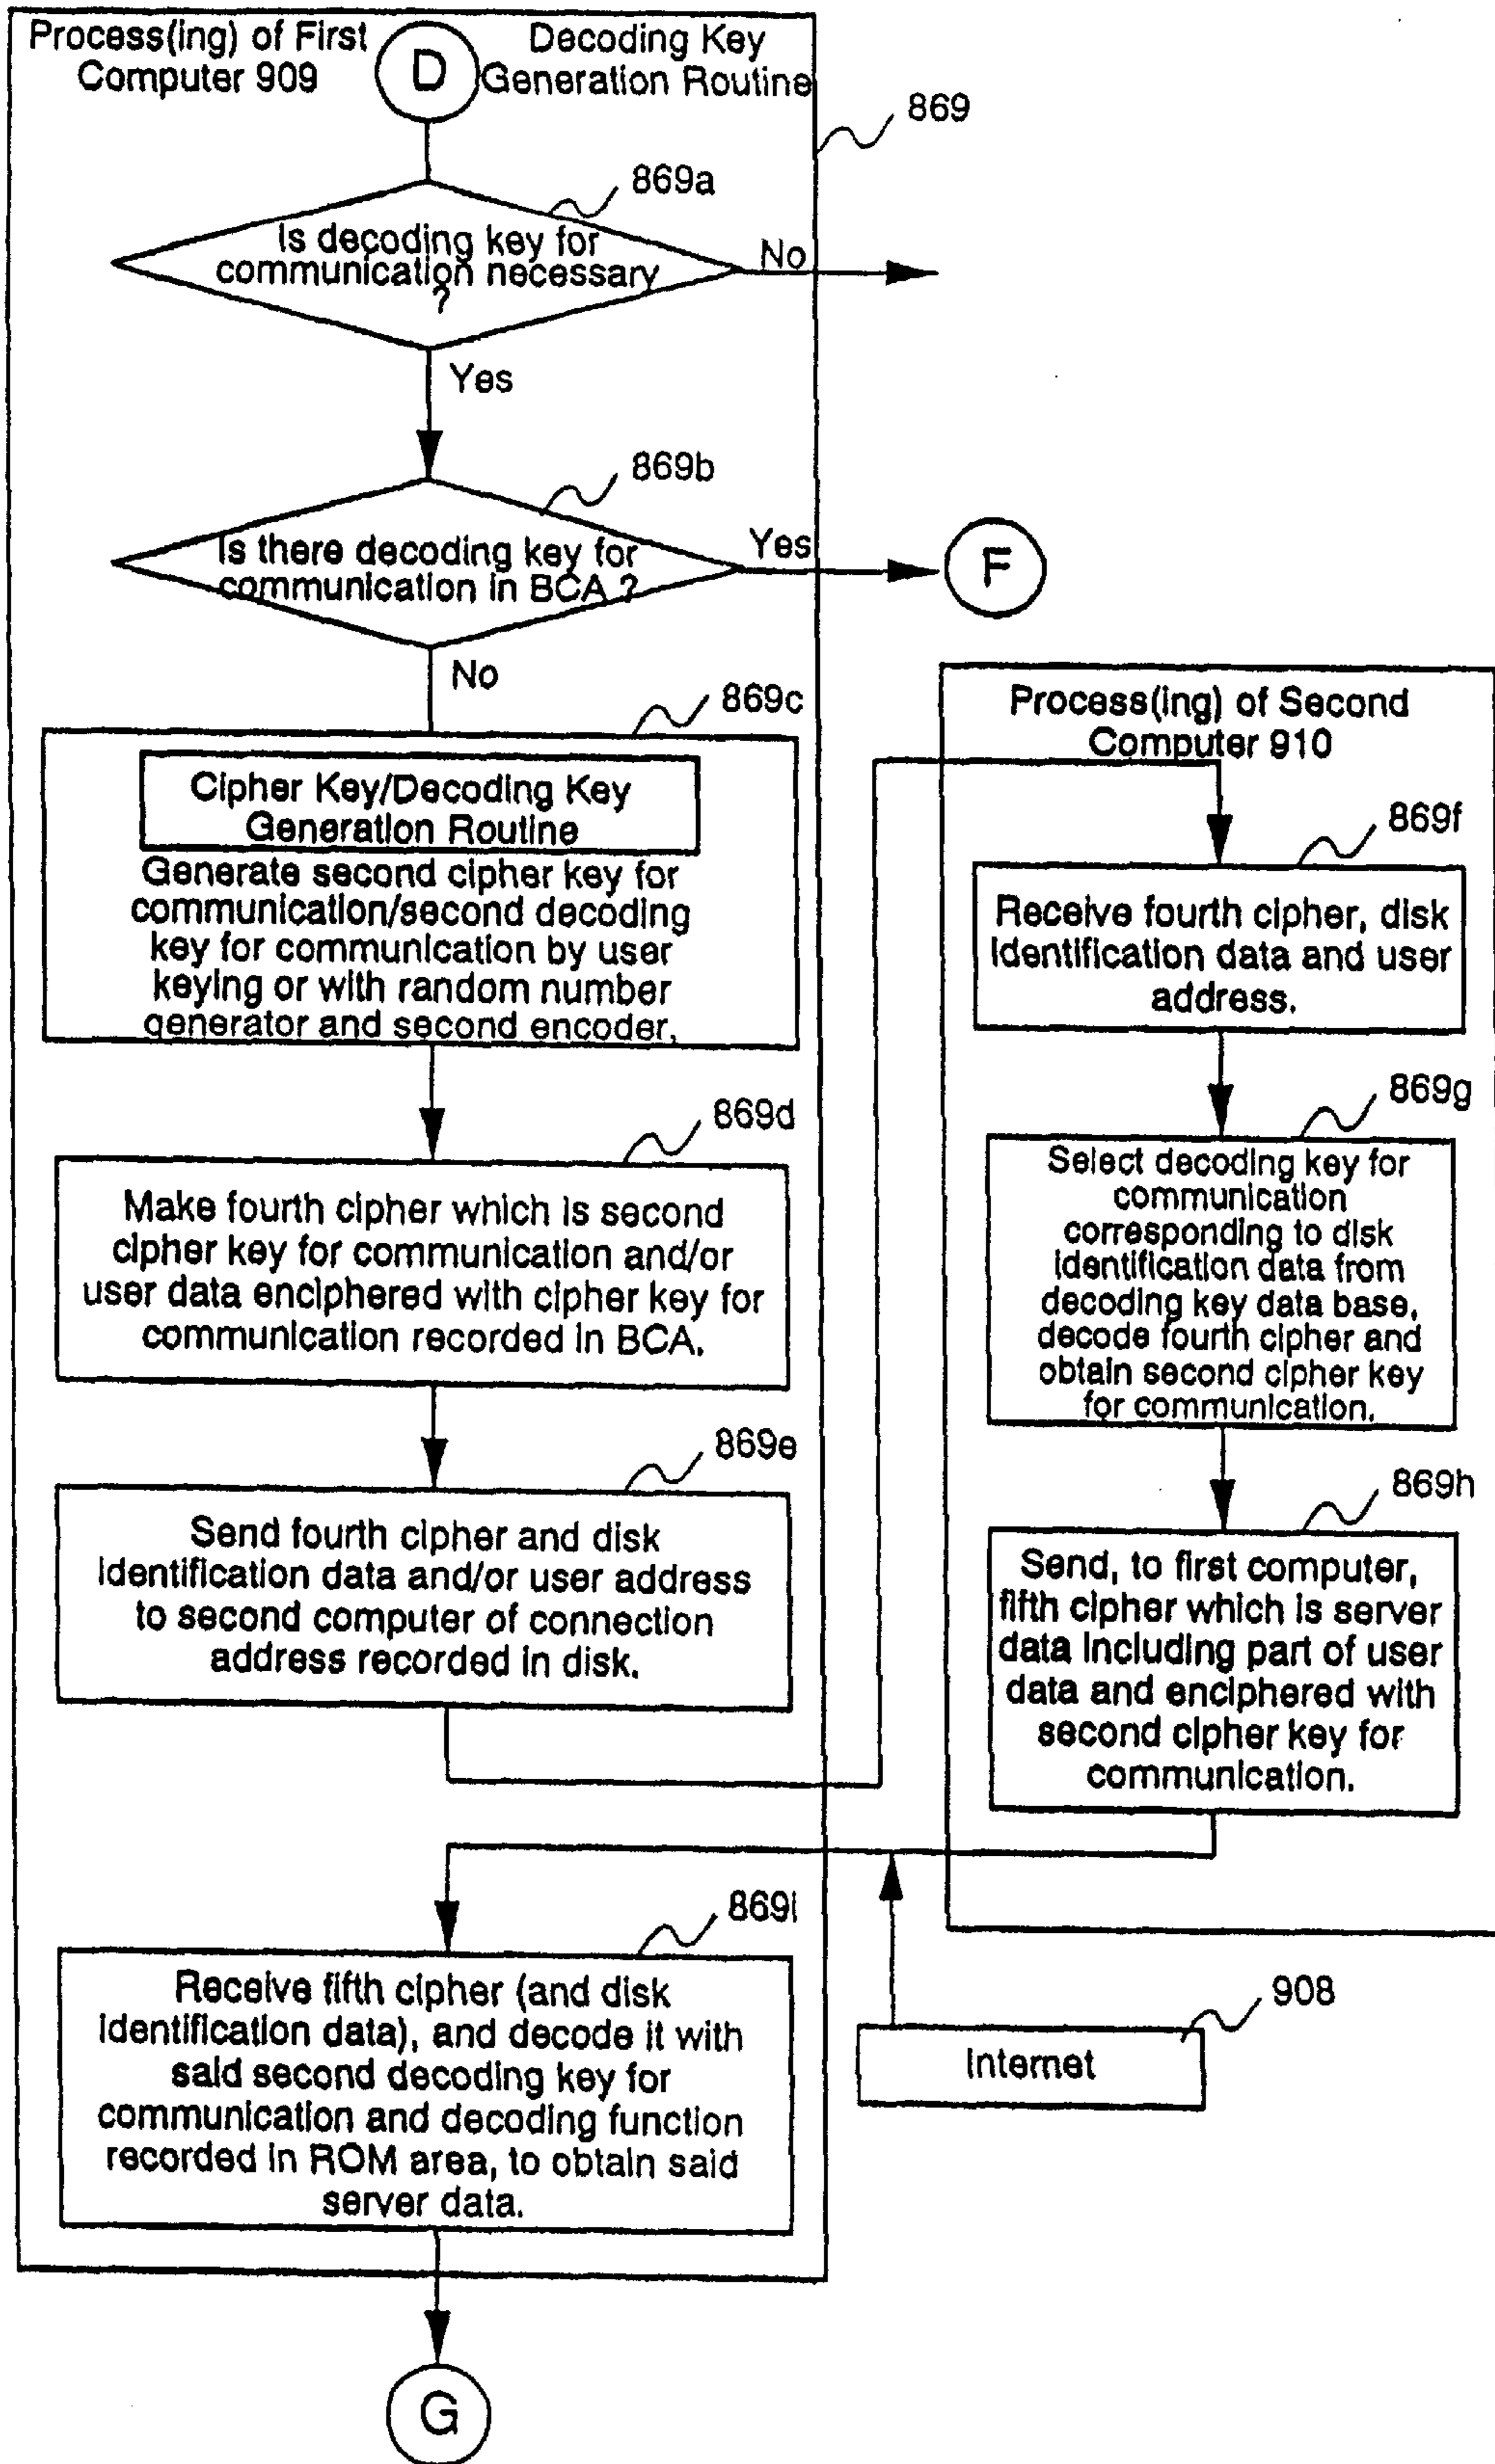 Process(ing) of First
Computer 909
D
Decoding Key
Generation Routine
869
869a
Is decoding key for
communication necessary
?
No
Yes
869b
Is there decoding key for
communication in BCA ?
Yes
F
No
869c
Cipher Key/Decoding Key
Generation Routine
Generate second cipher key for
communication/second decoding
key for communication by user
keying or with random number
generator and second encoder.
869d
Make fourth cipher which is second
cipher key for communication and/or
user data enciphered with cipher key for
communication recorded in BCA.
869e
Send fourth cipher and disk
identification data and/or user address
to second computer of connection
address recorded in disk.
Process(ing) of Second
Computer 910
869f
Receive fourth cipher, disk
identification data and user
address.
869g
Select decoding key for
communication
corresponding to disk
identification data from
decoding key data base,
decode fourth cipher and
obtain second cipher key
for communication.
869h
Send, to first computer,
fifth cipher which is server
data including part of user
data and enciphered with
second cipher key for
communication.
869i
Receive fifth cipher (and disk
identification data), and decode it with
said second decoding key for
communication and decoding function
recorded in ROM area, to obtain said
server data.
908
Internet
G